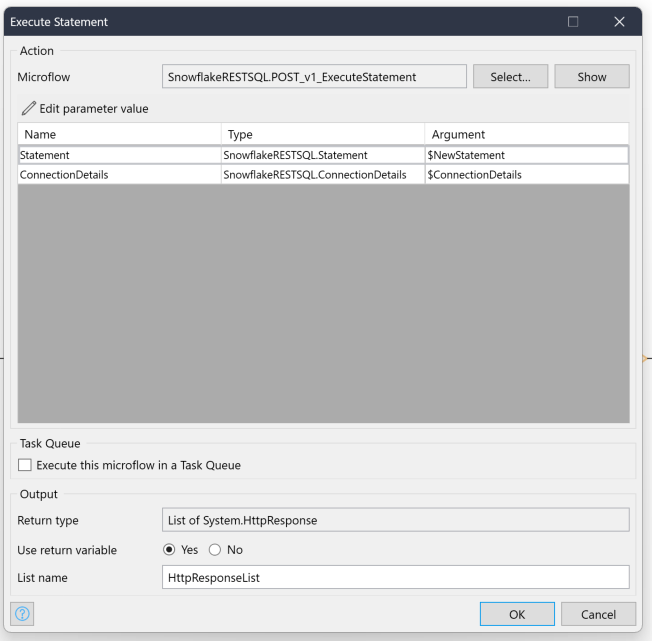 Execute Statement
Action
Microflow SnowflakeRESTSQL.POST_v1_ExecuteStatement Select... Show
Edit parameter value
Name Type Argument
Statement SnowflakeRESTSQL.Statement $NewStatement
ConnectionDetails SnowflakeRESTSQL.ConnectionDetails $ConnectionDetails
Task Queue
Execute this microflow in a Task Queue
Output
Return type List of System.HttpResponse
Use return variable Yes No
List name HttpResponseList
? OK Cancel